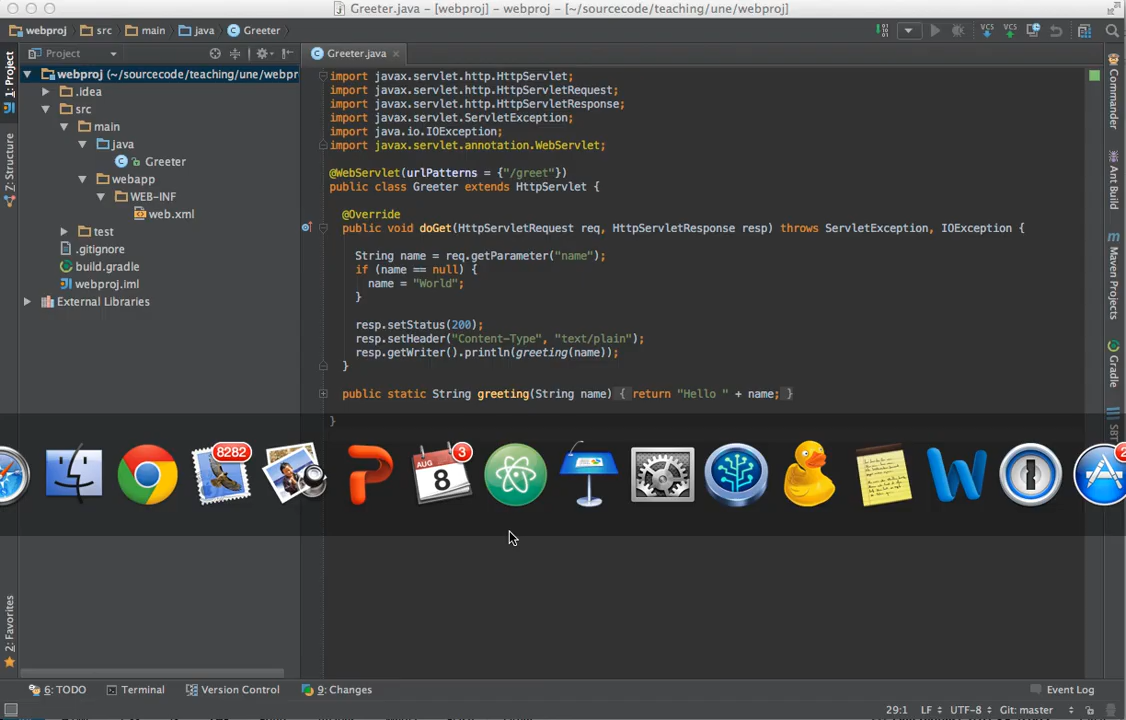 Greeter.java - [webproj] - webproj - [~/sourcecode/teaching/une/webproj]
webproj src main java Greeter
Project
Greeter.java
1: Project
Z: Structure
2: Favorites
webproj (~/sourcecode/teaching/une/webpr
.idea
src
main
java
Greeter
webapp
WEB-INF
web.xml
test
.gitignore
build.gradle
webproj.iml
External Libraries
import javax.servlet.http.HttpServlet;
import javax.servlet.http.HttpServletRequest;
import javax.servlet.http.HttpServletResponse;
import javax.servlet.ServletException;
import java.io.IOException;
import javax.servlet.annotation.WebServlet;
@WebServlet(urlPatterns = {"/greet"})
public class Greeter extends HttpServlet {
@Override
public void doGet(HttpServletRequest req, HttpServletResponse resp) throws ServletException, IOException {
String name = req.getParameter("name");
if (name == null) {
name = "World";
}
resp.setStatus(200);
resp.setHeader("Content-Type", "text/plain");
resp.getWriter().println(greeting(name));
}
public static String greeting(String name) { return "Hello " + name; }
}
VCS VCS
Commander
Ant Build
m Maven Projects
Gradle
SBT
8282
AUG
8
3
W
2
6: TODO Terminal Version Control 9: Changes Event Log
29:1 LF UTF-8 Git: master